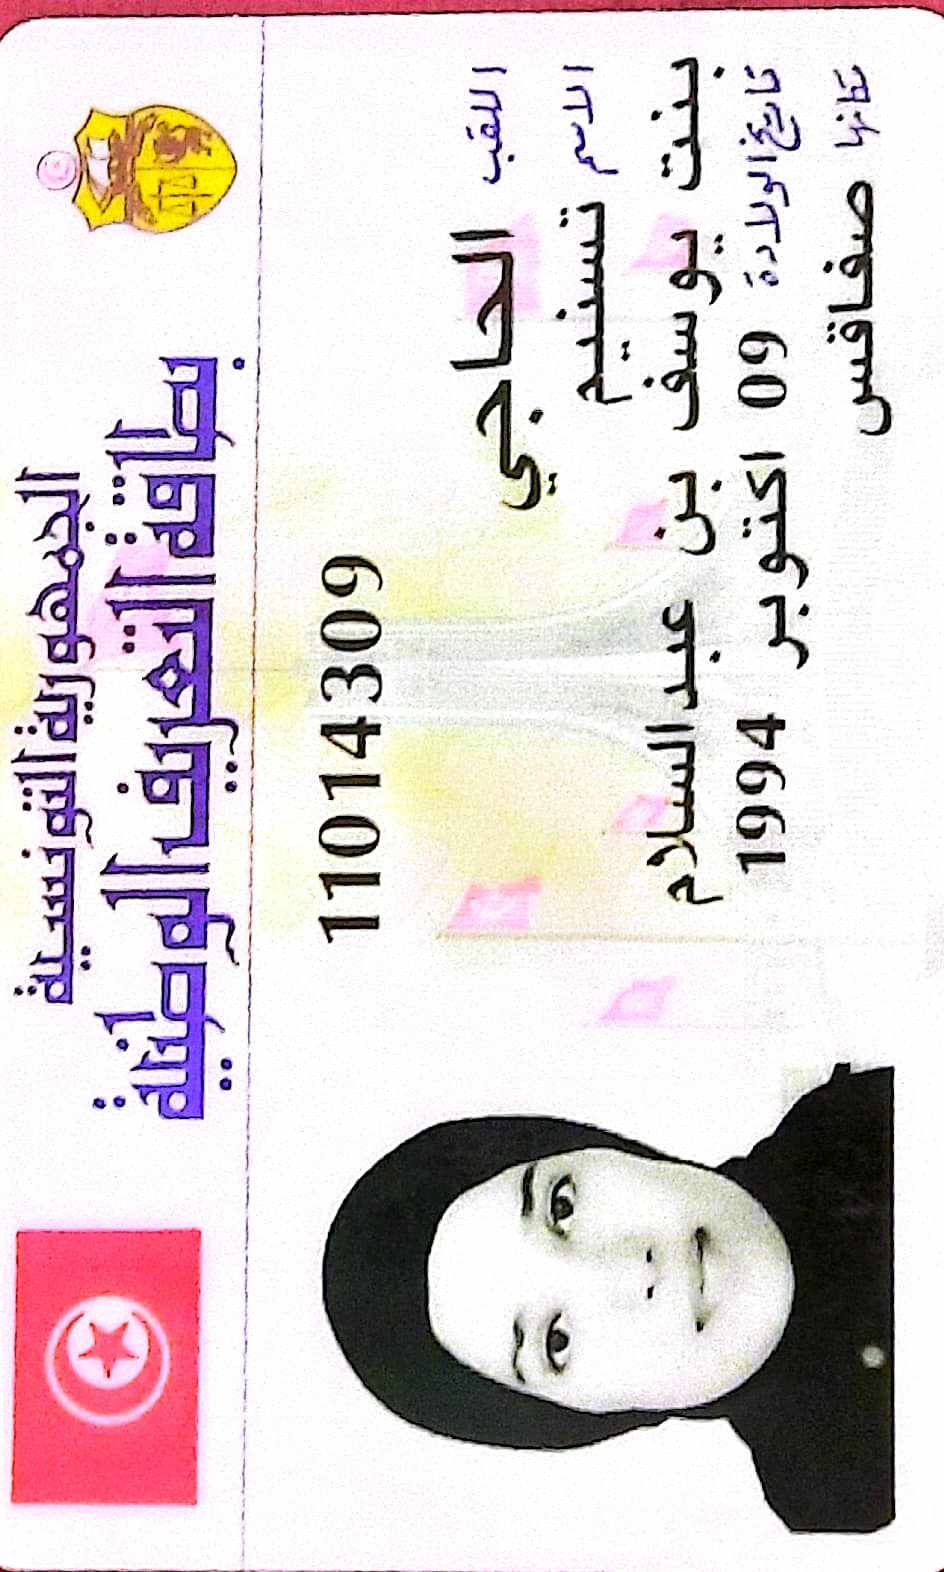 الجمهورية التونسية
بطاقة التعريف الوطنية
11014309
اللقب الحاجي
الاسم تسنيم
بنت يوسف بن عبد السلام
تاريخ الولادة 09 اكتوبر 1994
مكانها صفاقس